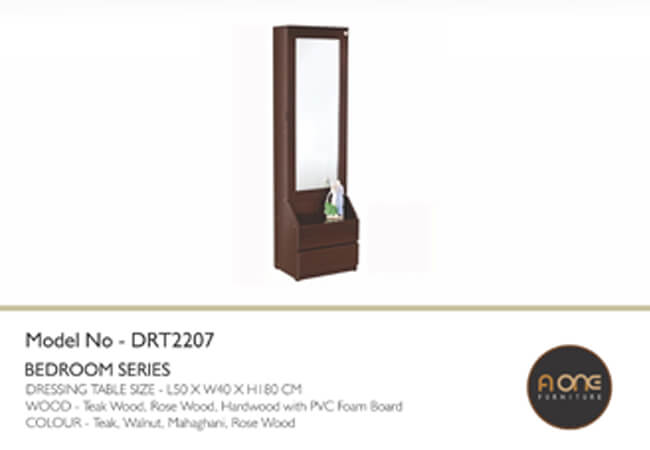 Model No - DRT2207
BEDROOM SERIES
DRESSING TABLE SIZE - L50 X W40 X H180 CM
WOOD - Teak Wood, Rose Wood, Hardwood with PVC Foam Board
COLOUR - Teak, Walnut, Mahaghani, Rose Wood
A ONE
FURNITURE